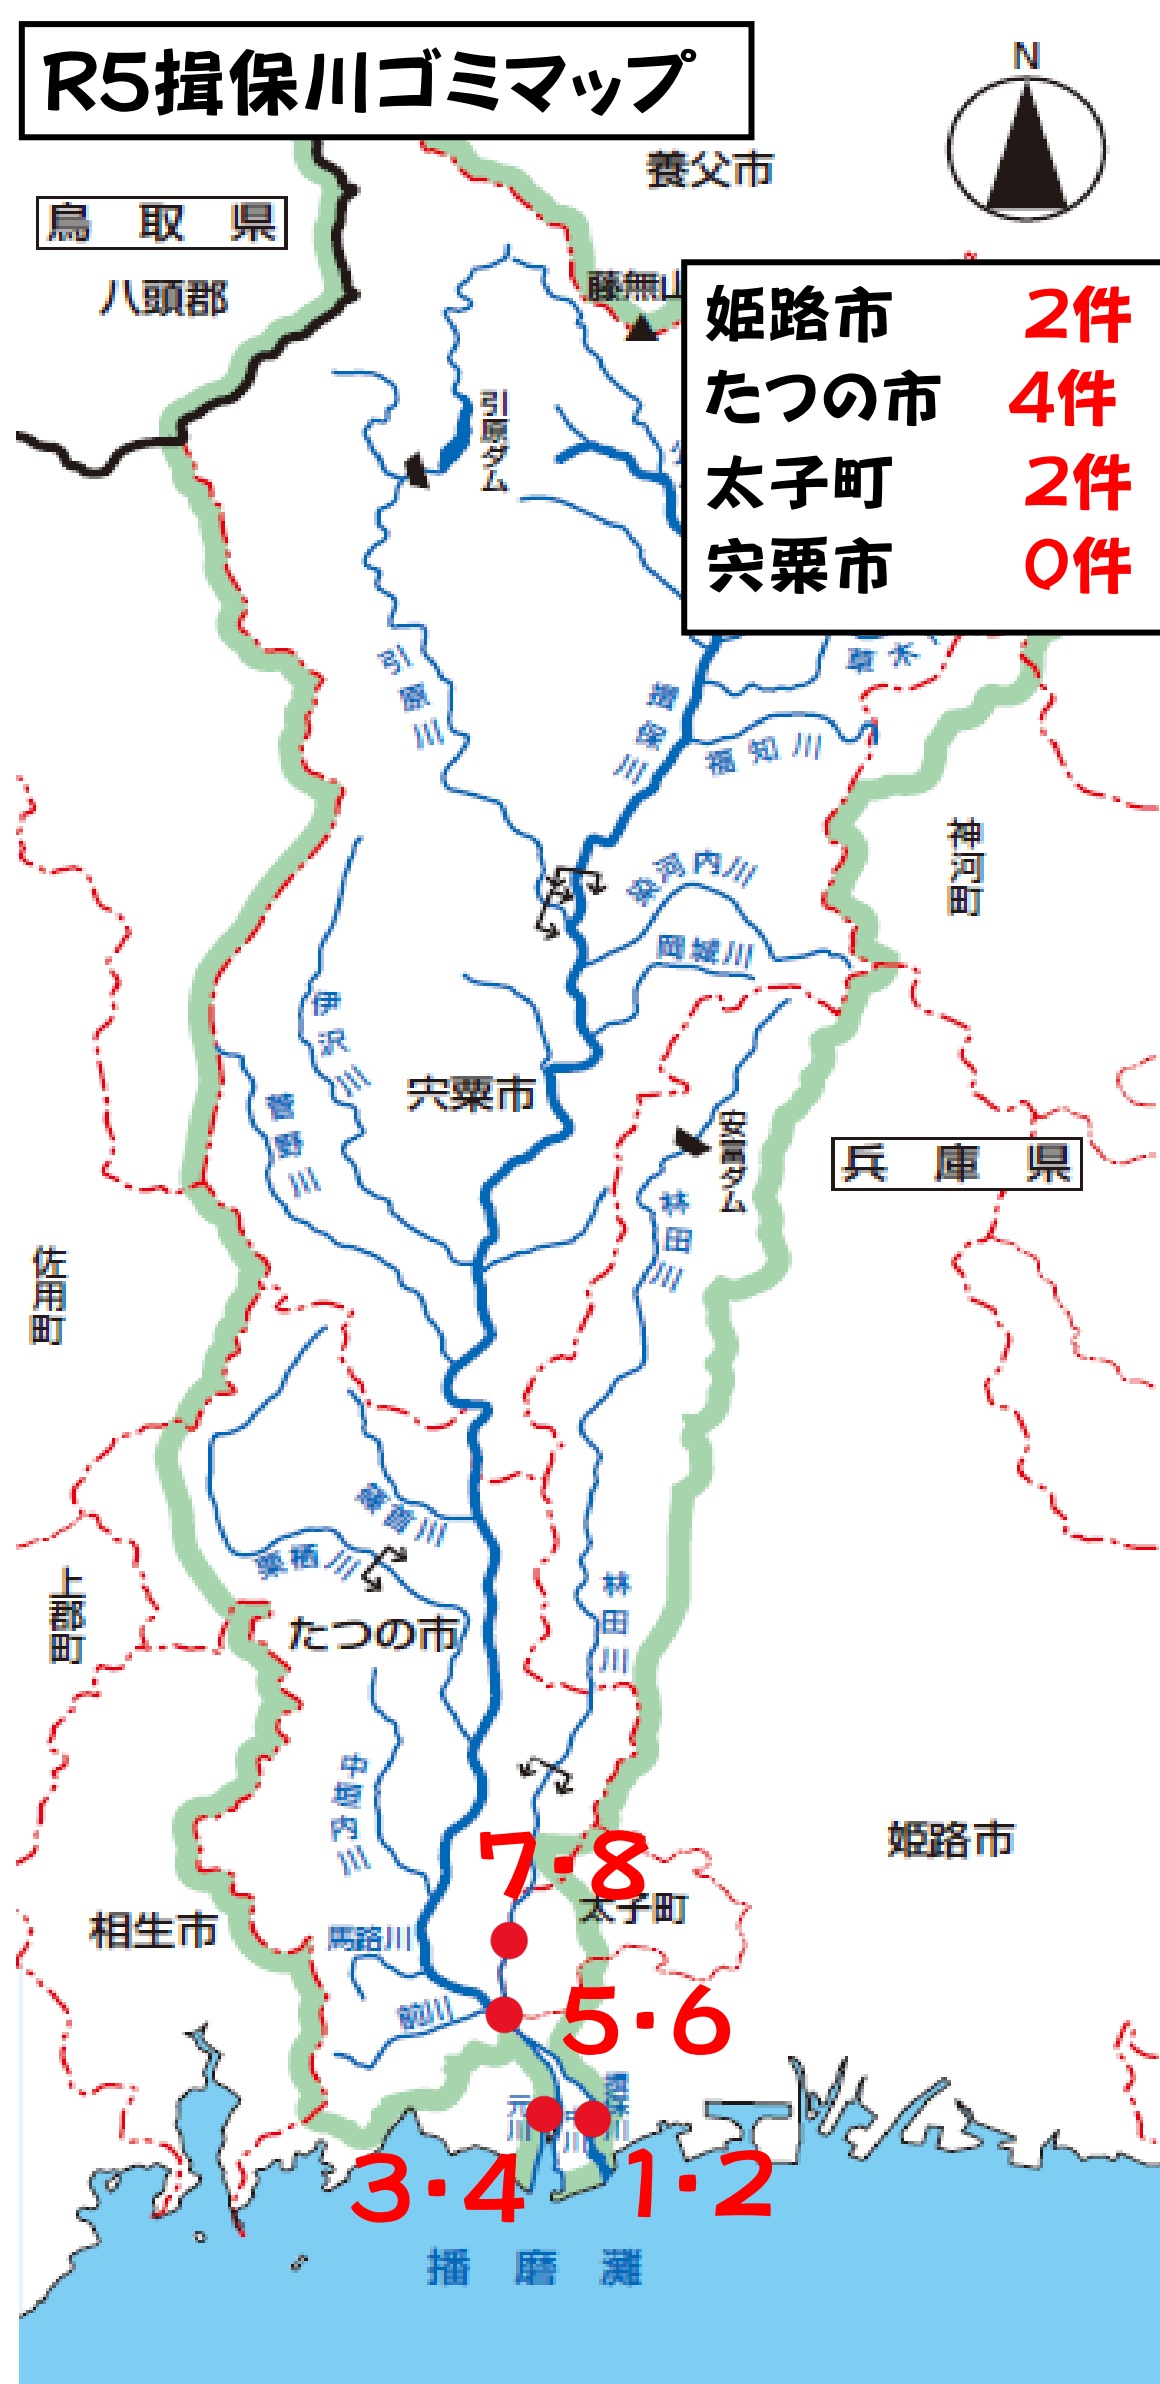 R5揖保川ゴミマップ
N
養父市
鳥取県
八頭郡
藤無山
姫路市 2件
たつの市 4件
太子町 2件
宍粟市 0件
引原ダム
引原川
揖保川
草木
福知川
神河町
染河内川
岡城川
伊沢川
宍粟市
菅野川
安富ダム
兵庫県
林田川
佐用町
栗栖川
上郡町
たつの市
林田川
中垣内川
姫路市
7・8
太子町
相生市
馬路川
前川
5・6
元川
中川
揖保川
3・4
1・2
播磨灘